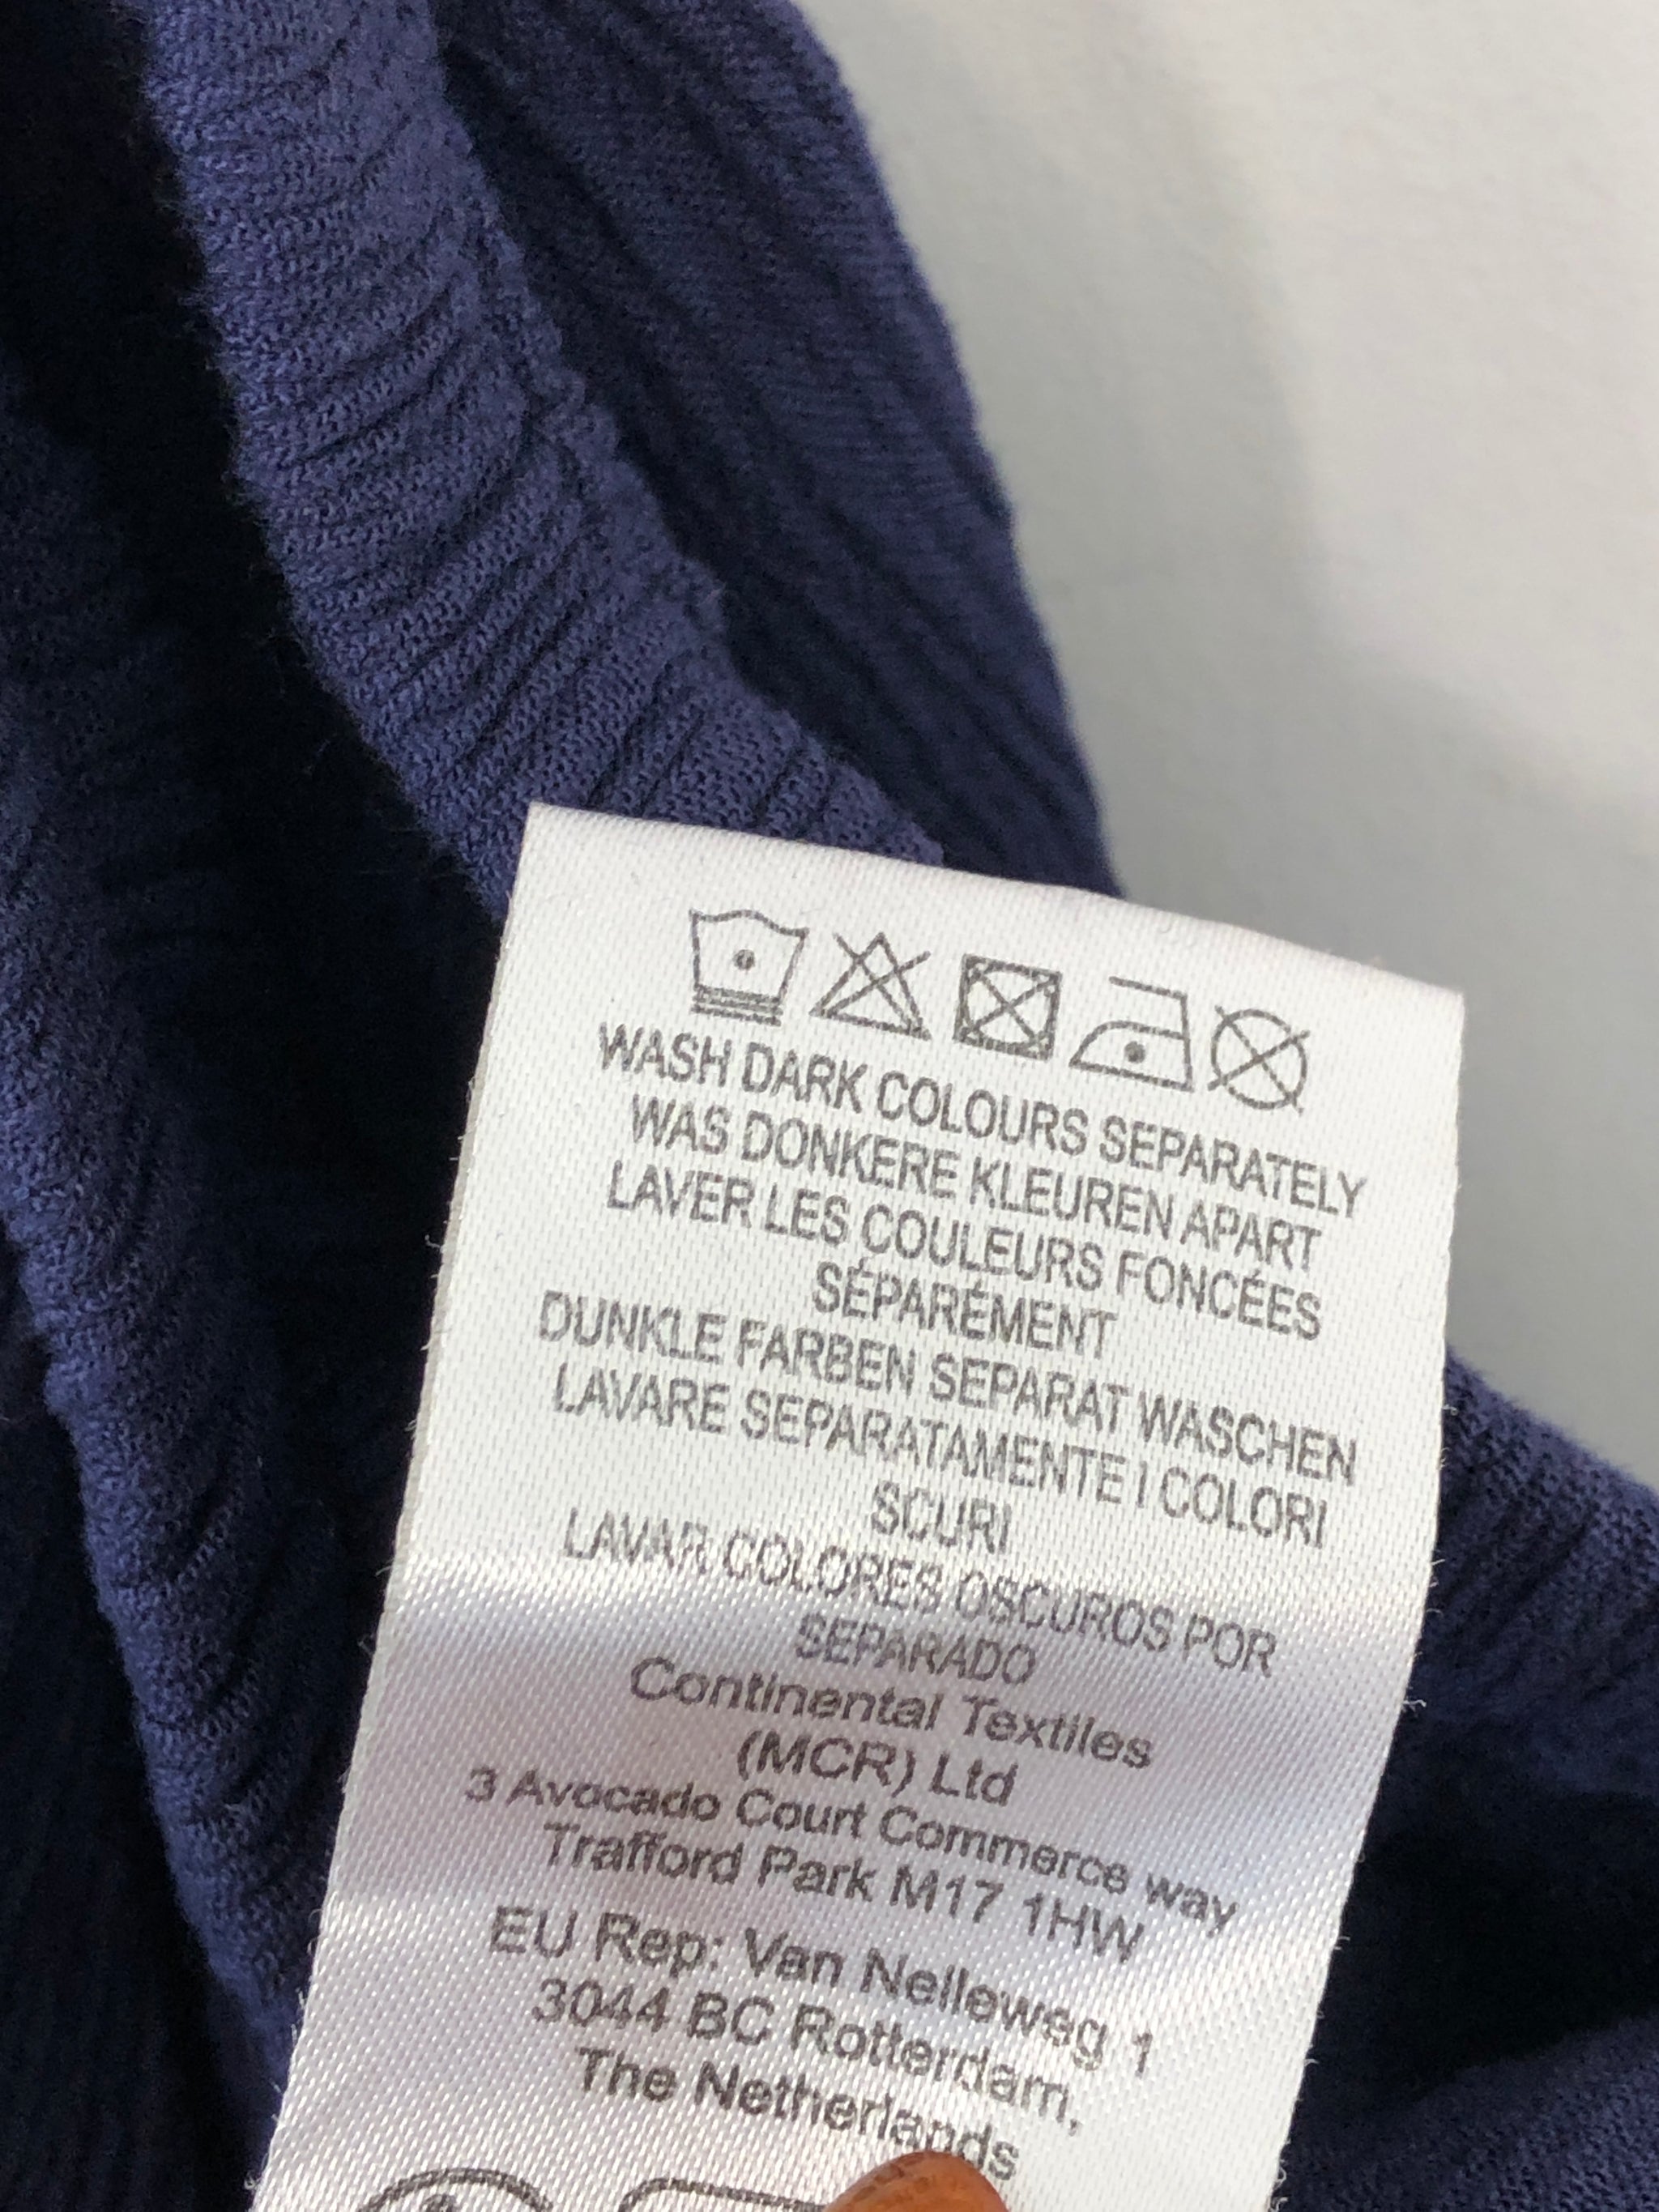 WASH DARK COLOURS SEPARATELY
WAS DONKERE KLEUREN APART
LAVER LES COULEURS FONCÉES
SÉPARÉMENT
DUNKLE FARBEN SEPARAT WASCHEN
LAVARE SEPARATAMENTE I COLORI
SCURI
LAVAR COLORES OSCUROS POR
SEPARADO
Continental Textiles
(MCR) Ltd
3 Avocado Court Commerce way
Trafford Park M17 1HW
EU Rep: Van Nelleweg 1
3044 BC Rotterdam,
The Netherlands